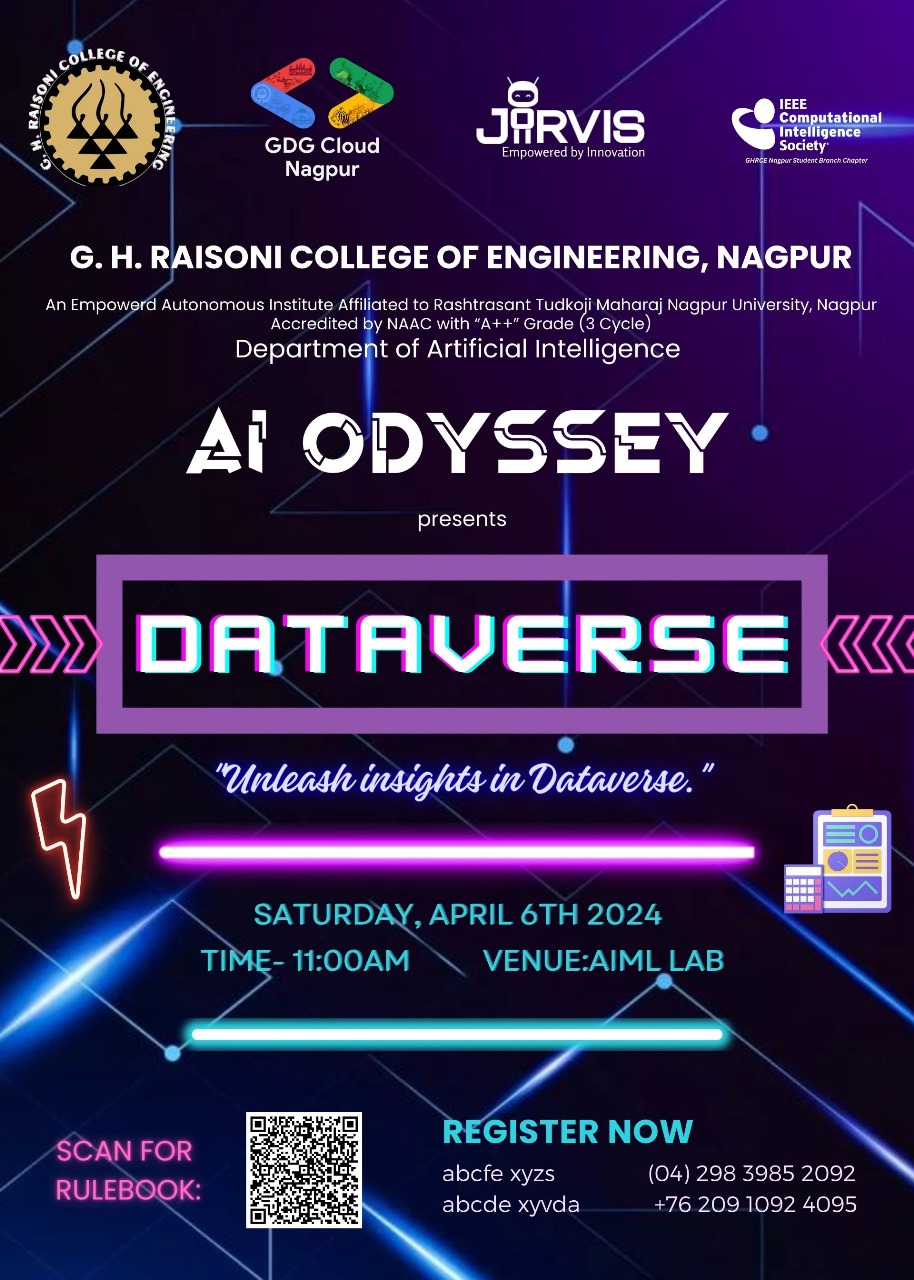 G. H. RAISONI COLLEGE OF ENGINEERING
GDG Cloud
Nagpur
JARVIS
Empowered by Innovation
IEEE
Computational
Intelligence
Society
GHRCE Nagpur Student Branch Chapter
G. H. RAISONI COLLEGE OF ENGINEERING, NAGPUR
An Empowerd Autonomous Institute Affiliated to Rashtrasant Tudkoji Maharaj Nagpur University, Nagpur
Accredited by NAAC with “A++” Grade (3 Cycle)
Department of Artificial Intelligence
AI ODYSSEY
presents
DATAVERSE
"Unleash insights in Dataverse."
SATURDAY, APRIL 6TH 2024
TIME- 11:00AM VENUE:AIML LAB
SCAN FOR
RULEBOOK:
REGISTER NOW
abcfe xyzs (04) 298 3985 2092
abcde xyvda +76 209 1092 4095